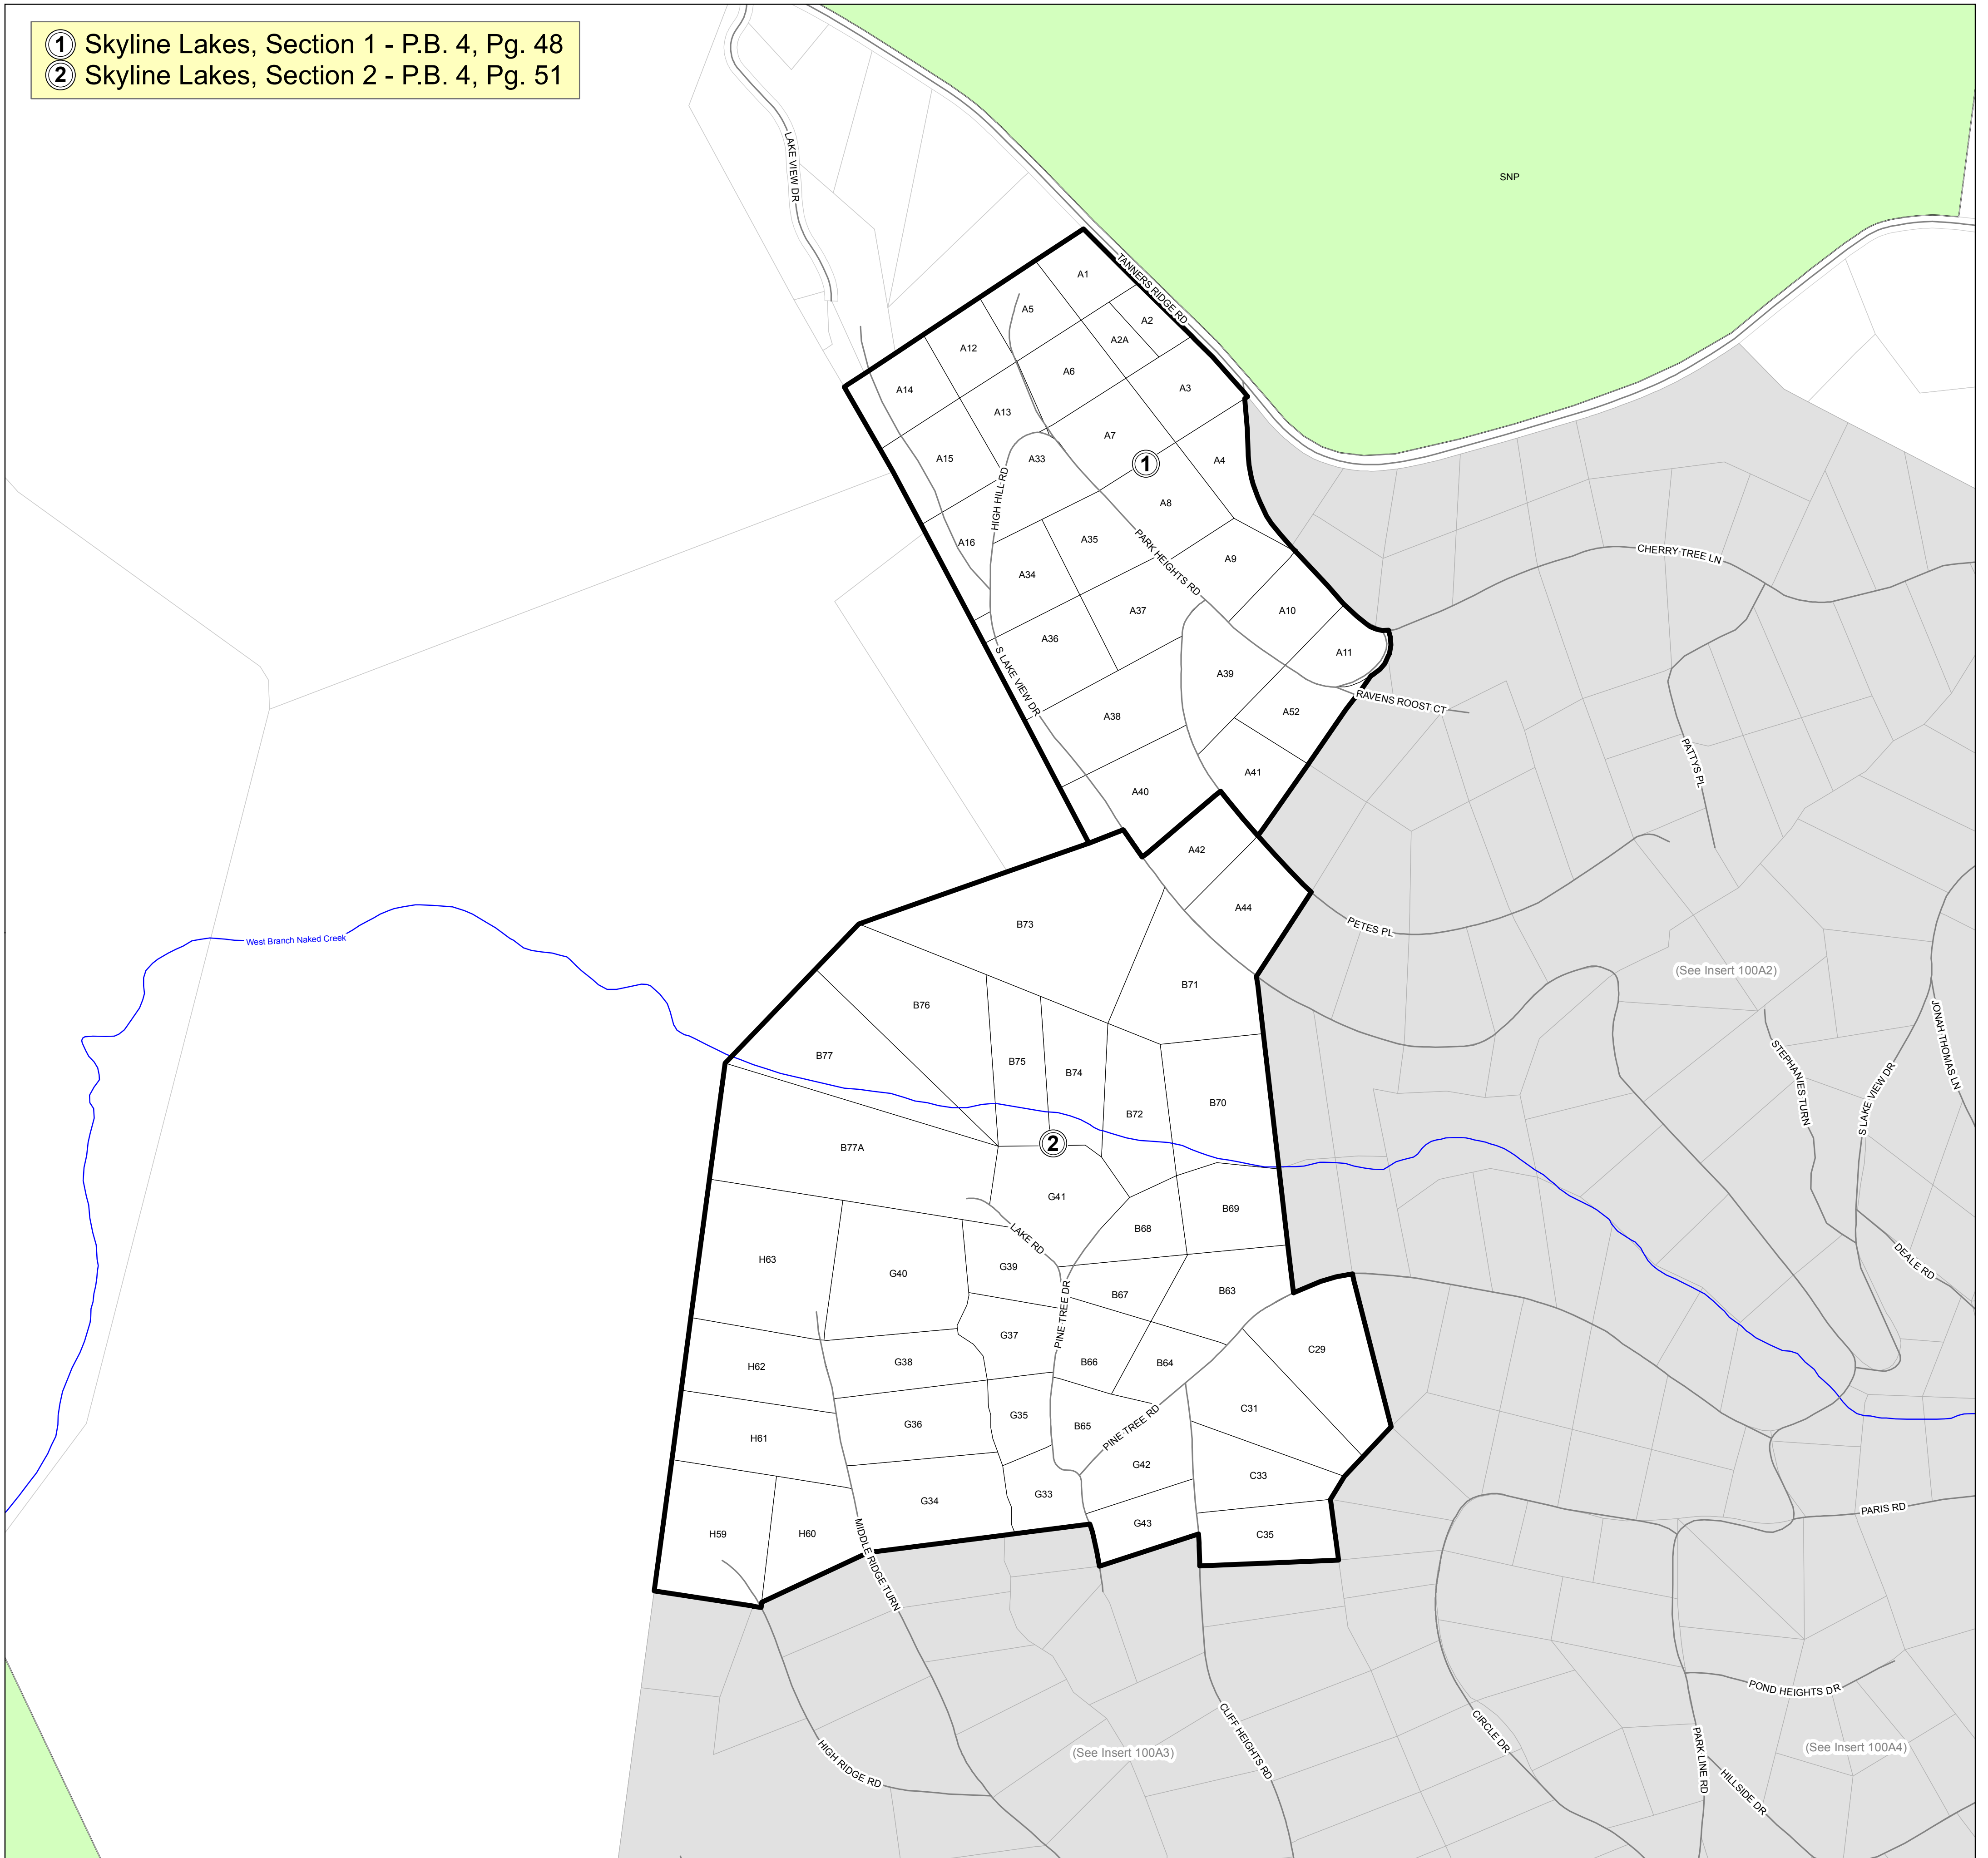 1 Skyline Lakes, Section 1 - P.B. 4, Pg. 48
2 Skyline Lakes, Section 2 - P.B. 4, Pg. 51
LAKE VIEW DR
SNP
TANNERS RIDGE RD
A1
A5
A2
A2A
A12
A6
A3
A14
A13
A7
A33
A15
A4
1
HIGH HILL RD
A8
A16
A35
PARK HEIGHTS RD
A9
A34
CHERRY TREE LN
A37
A10
A36
A11
S LAKE VIEW DR
A39
RAVENS ROOST CT
A38
A52
PATTYS PL
A41
A40
A42
A44
B73
PETES PL
West Branch Naked Creek
(See Insert 100A2)
B71
B76
JONAH THOMAS LN
B77
B75
B74
STEPHANIES TURN
B72
B70
S LAKE VIEW DR
2
B77A
G41
B69
B68
LAKE RD
DEALE RD
H63
G40
G39
B67
B63
PINE TREE DR
G37
C29
H62
G38
B66
B64
C31
G36
G35
B65
PINE TREE RD
H61
G42
C33
G34
G33
PARIS RD
H59
H60
G43
C35
MIDDLE RIDGE TURN
POND HEIGHTS DR
CLIFF HEIGHTS RD
CIRCLE DR
(See Insert 100A3)
(See Insert 100A4)
HIGH RIDGE RD
PARK LINE RD
HILLSIDE DR